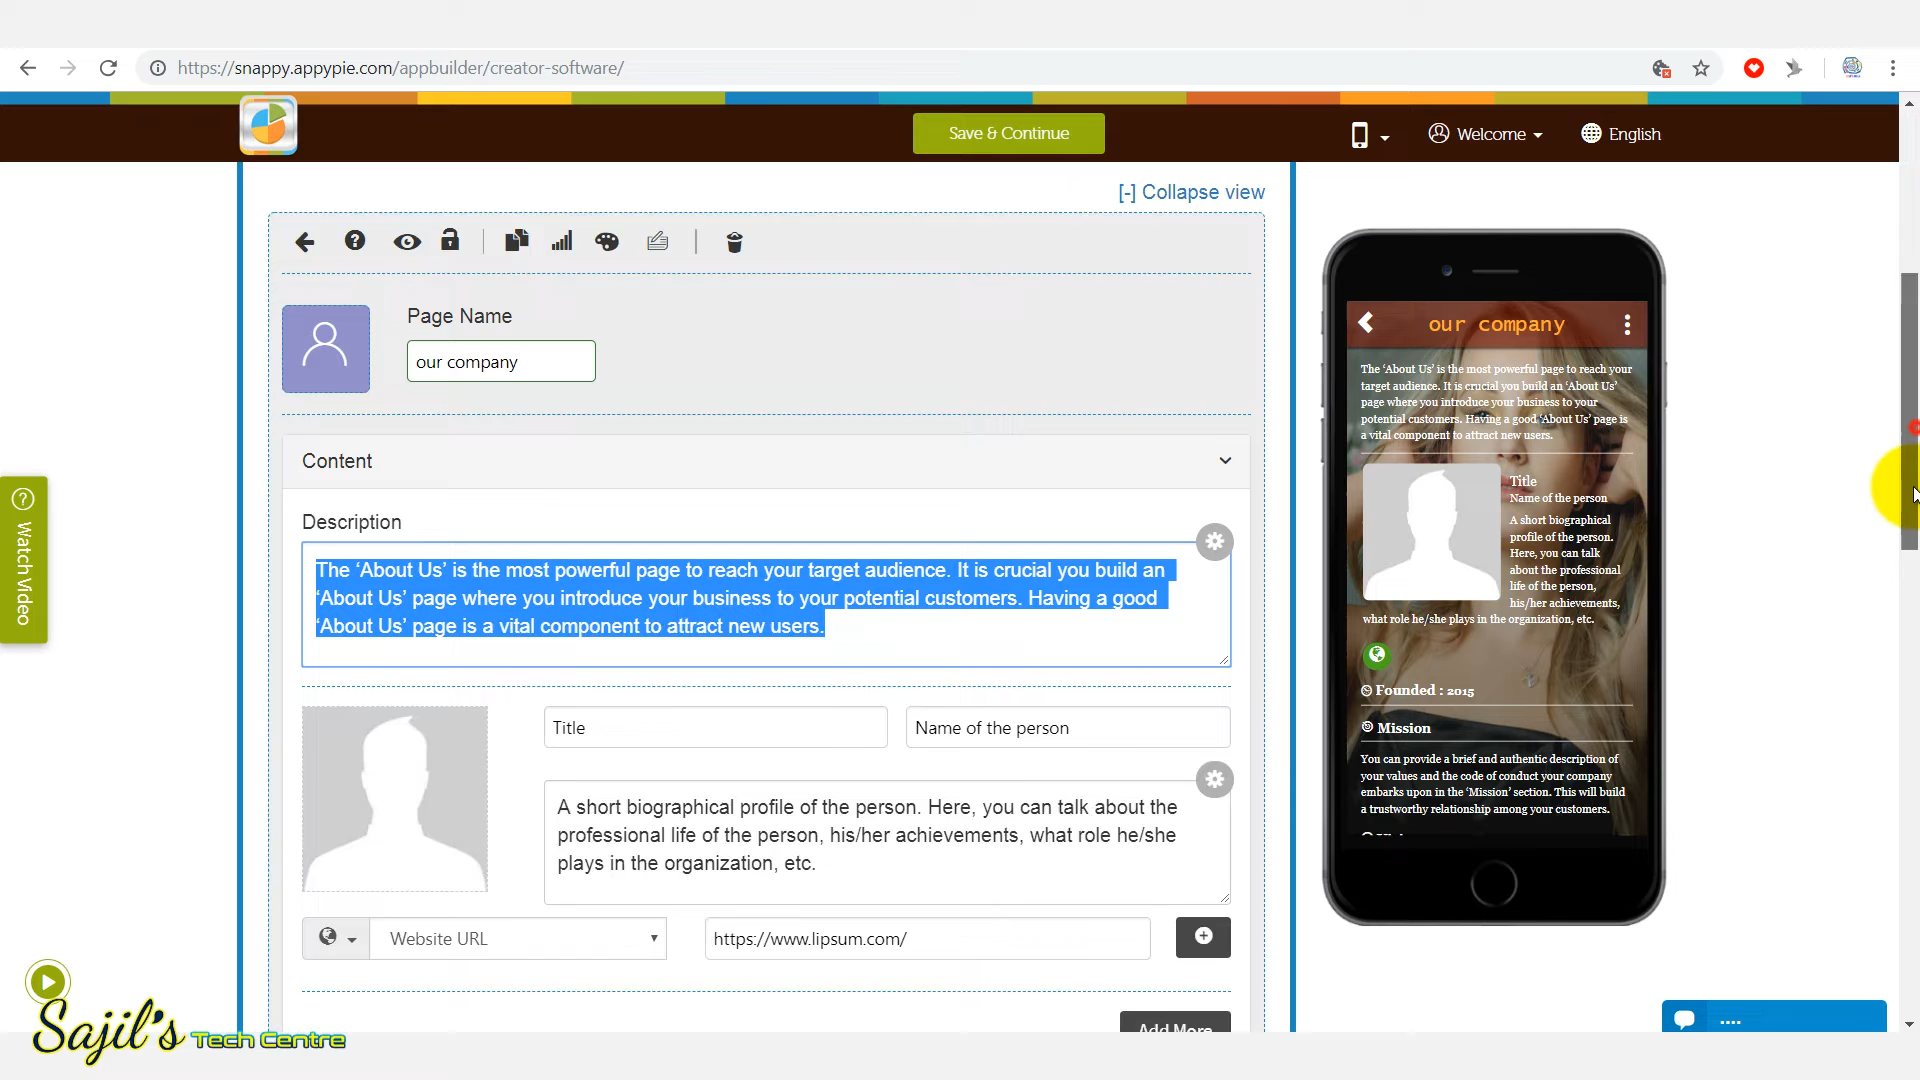 https://snappy.appypie.com/appbuilder/creator-software/
Save & Continue
Welcome
English
[-] Collapse view
Page Name
our company
Content
Description
The ‘About Us’ is the most powerful page to reach your target audience. It is crucial you build an
‘About Us’ page where you introduce your business to your potential customers. Having a good
‘About Us’ page is a vital component to attract new users.
Title
Name of the person
A short biographical profile of the person. Here, you can talk about the
professional life of the person, his/her achievements, what role he/she
plays in the organization, etc.
Website URL
https://www.lipsum.com/
Add More
Watch Video
our company
The ‘About Us’ is the most powerful page to reach your
target audience. It is crucial you build an ‘About Us’
page where you introduce your business to your
potential customers. Having a good ‘About Us’ page is
a vital component to attract new users.
Title
Name of the person
A short biographical
profile of the person.
Here, you can talk
about the professional
life of the person,
his/her achievements,
what role he/she plays in the organization, etc.
Founded : 2015
Mission
You can provide a brief and authentic description of
your values and the code of conduct your company
embarks upon in the ‘Mission’ section. This will build
a trustworthy relationship among your customers.
....
Sajil's Tech Centre